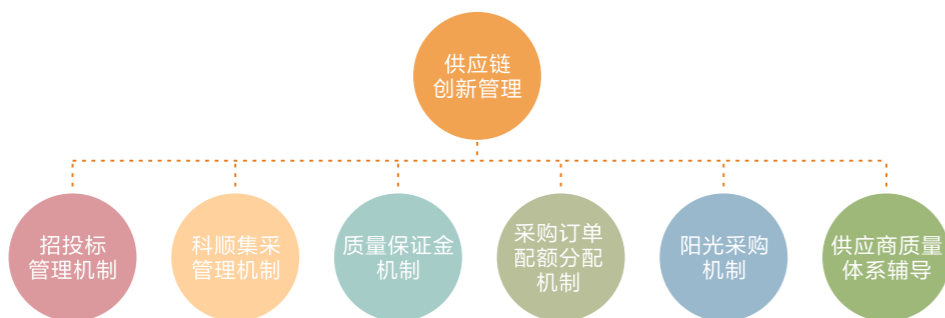 供应链
创新管理
招投标
管理机制
科顺集采
管理机制
质量保证金
机制
采购订单
配额分配
机制
阳光采购
机制
供应商质量
体系辅导